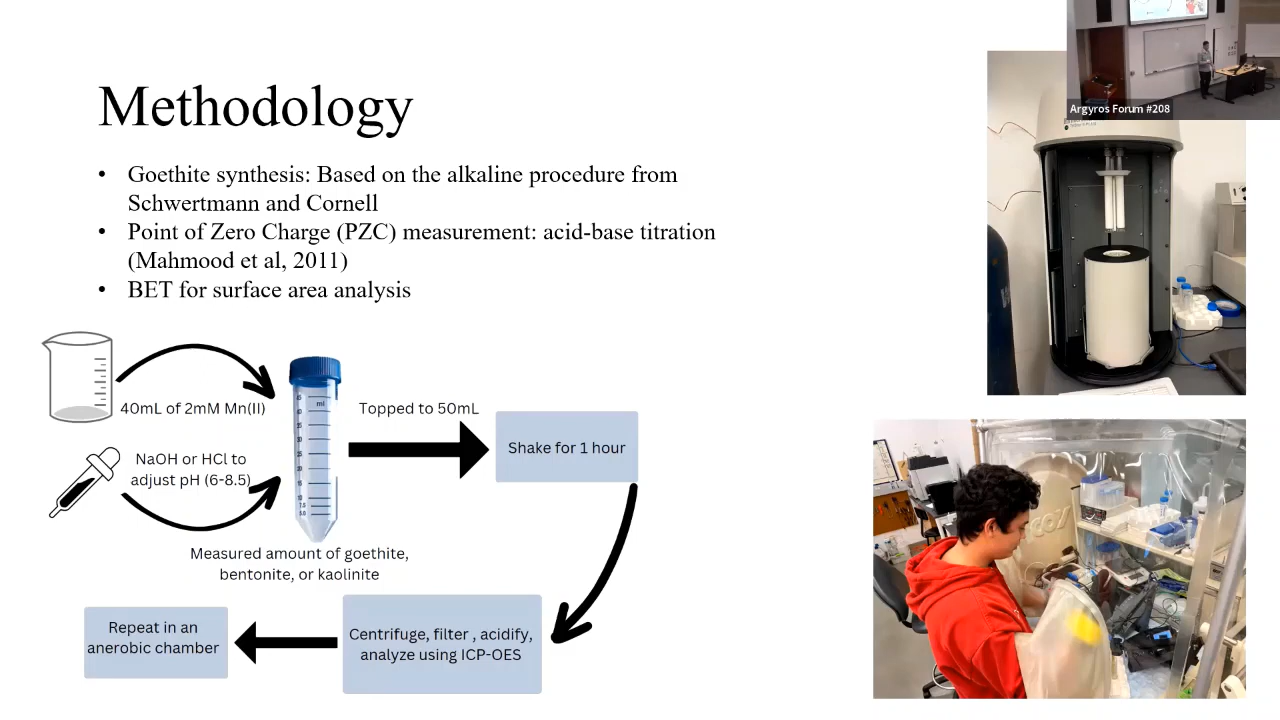 Argyros Forum #208
Methodology
• Goethite synthesis: Based on the alkaline procedure from
Schwertmann and Cornell
• Point of Zero Charge (PZC) measurement: acid-base titration
(Mahmood et al, 2011)
• BET for surface area analysis
40mL of 2mM Mn(II)
NaOH or HCl to
adjust pH (6-8.5)
ml
Measured amount of goethite,
bentonite, or kaolinite
Topped to 50mL
Shake for 1 hour
Centrifuge, filter , acidify,
analyze using ICP-OES
Repeat in an
anerobic chamber